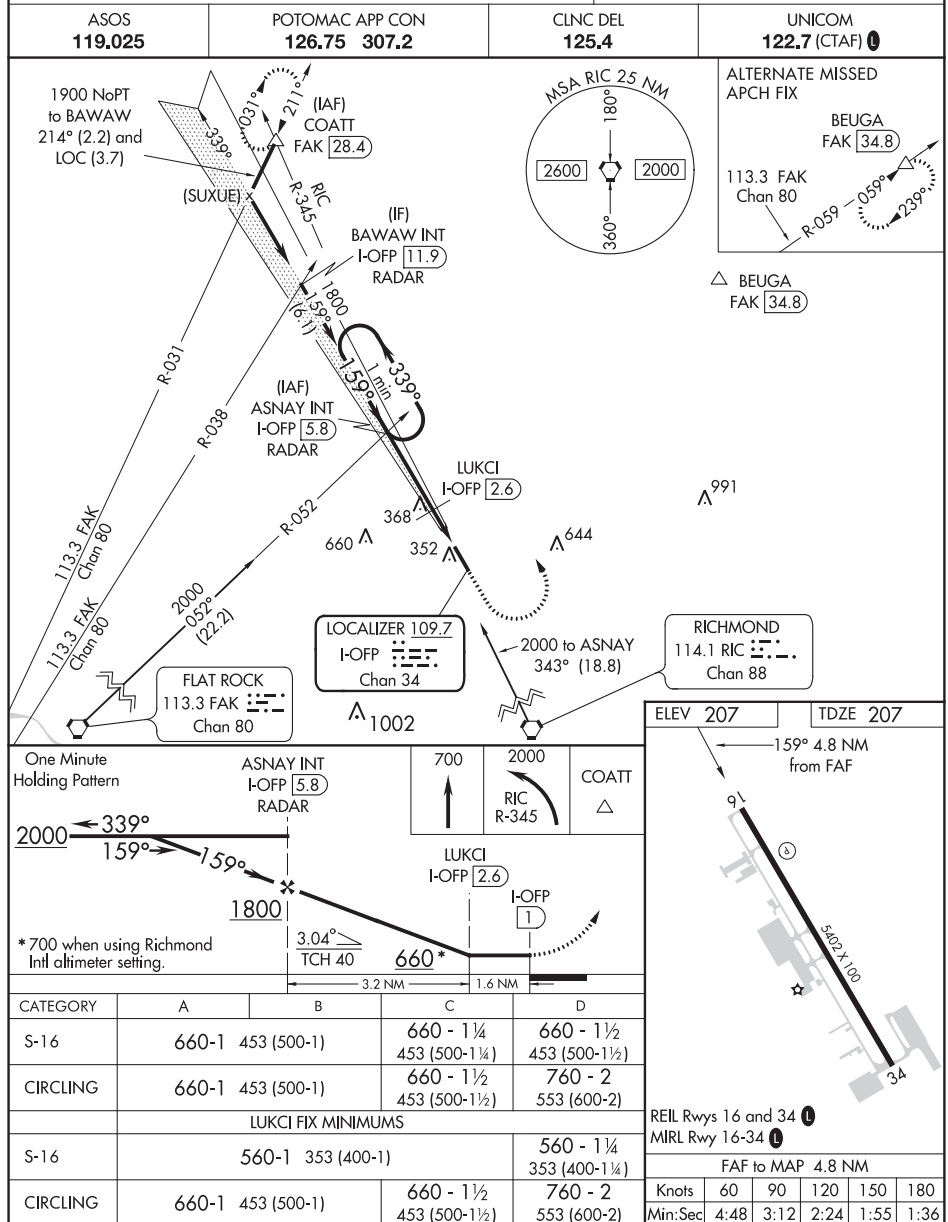 ASOS
119.025
POTOMAC APP CON
126.75 307.2
CLNC DEL
125.4
UNICOM
122.7 (CTAF) L
1900 NoPT
to BAWAW
214° (2.2) and
LOC (3.7)
339°
031°
211°
(IAF)
COATT
FAK 28.4
(SUXUE)
RIC
R-345
(IF)
BAWAW INT
I-OFP 11.9
RADAR
MSA RIC 25 NM
180°
2600
2000
360°
ALTERNATE MISSED
APCH FIX
BEUGA
FAK 34.8
113.3 FAK
Chan 80
R-059
059°
239°
BEUGA
FAK 34.8
159°
(6.1)
1800
1 min
159°
339°
R-031
R-038
(IAF)
ASNAY INT
I-OFP 5.8
RADAR
LUKCI
I-OFP 2.6
R-052
368
660
352
644
991
113.3 FAK
Chan 80
113.3 FAK
Chan 80
2000
052°
(22.2)
LOCALIZER 109.7
I-OFP
Chan 34
2000 to ASNAY
343° (18.8)
RICHMOND
114.1 RIC
Chan 88
FLAT ROCK
113.3 FAK
Chan 80
1002
ELEV 207
TDZE 207
159° 4.8 NM
from FAF
16
P
5402 X 100
34
REIL Rwys 16 and 34 L
MIRL Rwy 16-34 L
One Minute
Holding Pattern
ASNAY INT
I-OFP 5.8
RADAR
700
2000
RIC
R-345
COATT
2000
339°
159°
159°
1800
LUKCI
I-OFP 2.6
I-OFP
1
* 700 when using Richmond
Intl altimeter setting.
3.04°
TCH 40
660*
3.2 NM
1.6 NM
CATEGORY A B C D
S-16 660-1 453 (500-1) 660 - 1¼ 660 - 1½
453 (500-1¼) 453 (500-1½)
CIRCLING 660-1 453 (500-1) 660 - 1½ 760 - 2
453 (500-1½) 553 (600-2)
LUKCI FIX MINIMUMS
S-16 560-1 353 (400-1) 560 - 1¼
353 (400-1¼)
CIRCLING 660-1 453 (500-1) 660 - 1½ 760 - 2
453 (500-1½) 553 (600-2)
FAF to MAP 4.8 NM
Knots 60 90 120 150 180
Min:Sec 4:48 3:12 2:24 1:55 1:36